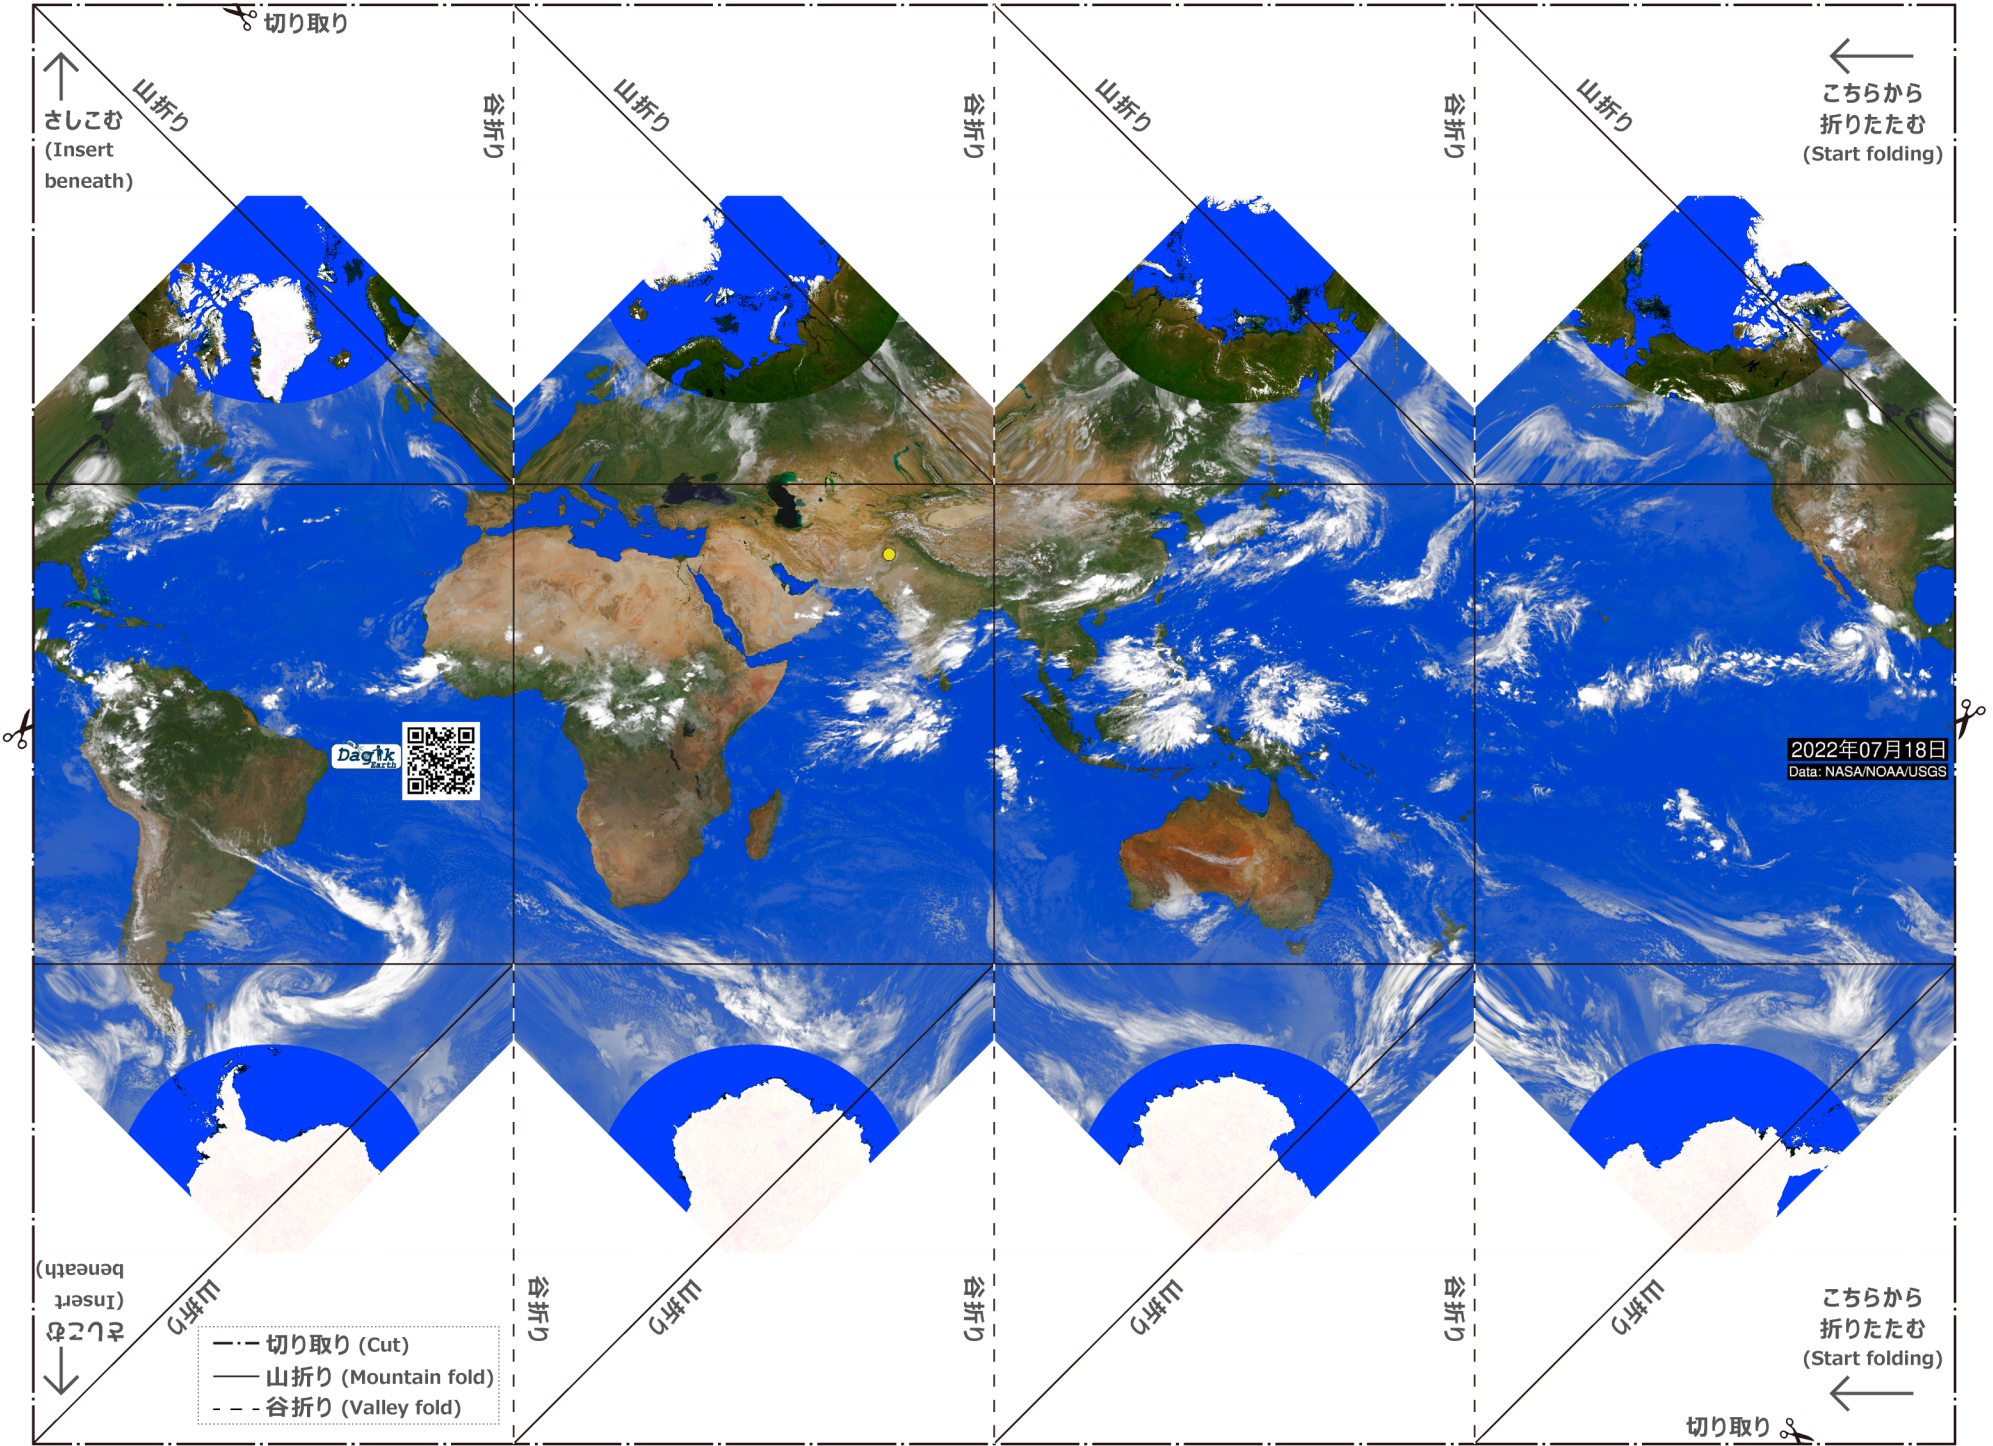 切り取り
さしこむ
(Insert
beneath)
山折り
谷折り
山折り
谷折り
山折り
谷折り
山折り
こちらから
折りたたむ
(Start folding)
Dagik
Earth
2022年07月18日
Data: NASA/NOAA/USGS
さしこむ
(Insert
beneath)
山折り
谷折り
山折り
谷折り
山折り
谷折り
山折り
こちらから
折りたたむ
(Start folding)
切り取り (Cut)
山折り (Mountain fold)
谷折り (Valley fold)
切り取り